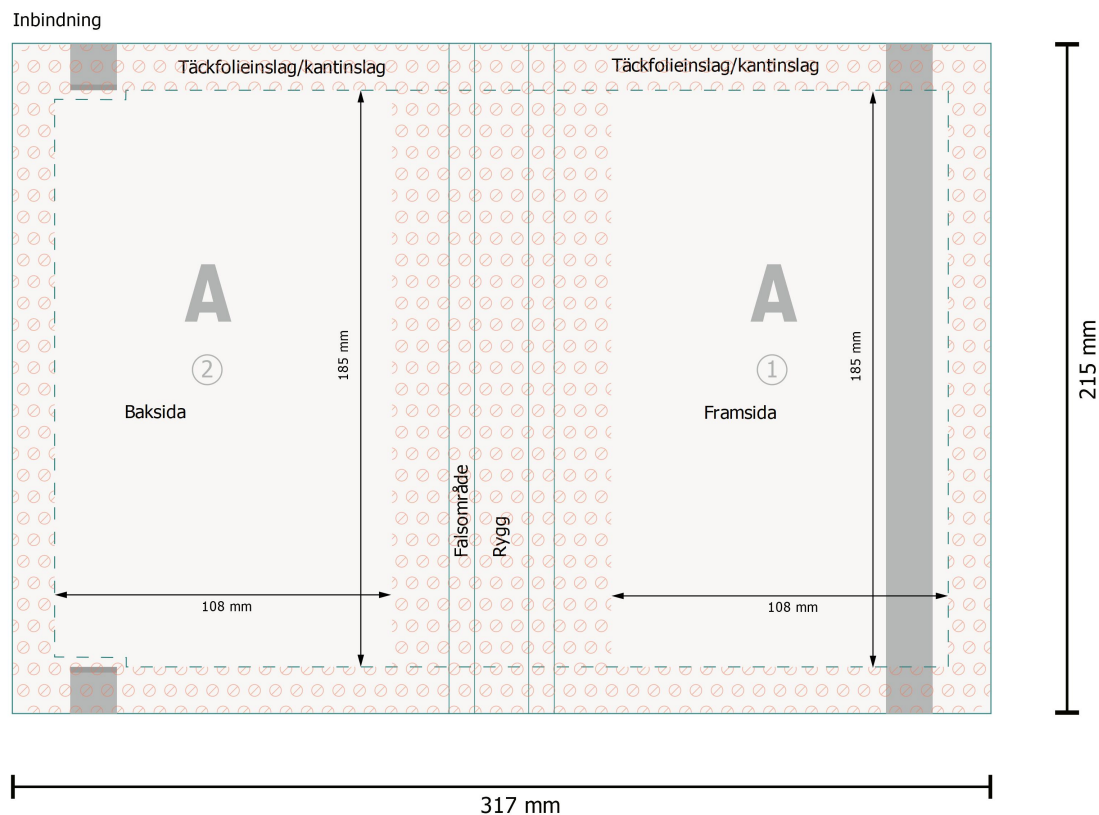 Inbindning
Täckfolieinslag/kantinslag
Täckfolieinslag/kantinslag
A
A
185 mm
185 mm
215 mm
2
1
Baksida
Framsida
Falsområde
Rygg
108 mm
108 mm
317 mm